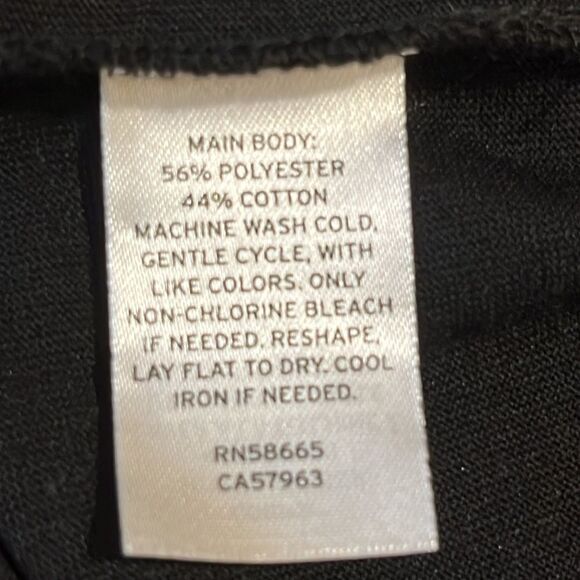 MAIN BODY:
56% POLYESTER
44% COTTON
MACHINE WASH COLD,
GENTLE CYCLE, WITH
LIKE COLORS. ONLY
NON-CHLORINE BLEACH
IF NEEDED. RESHAPE,
LAY FLAT TO DRY. COOL
IRON IF NEEDED.
RN58665
CA57963